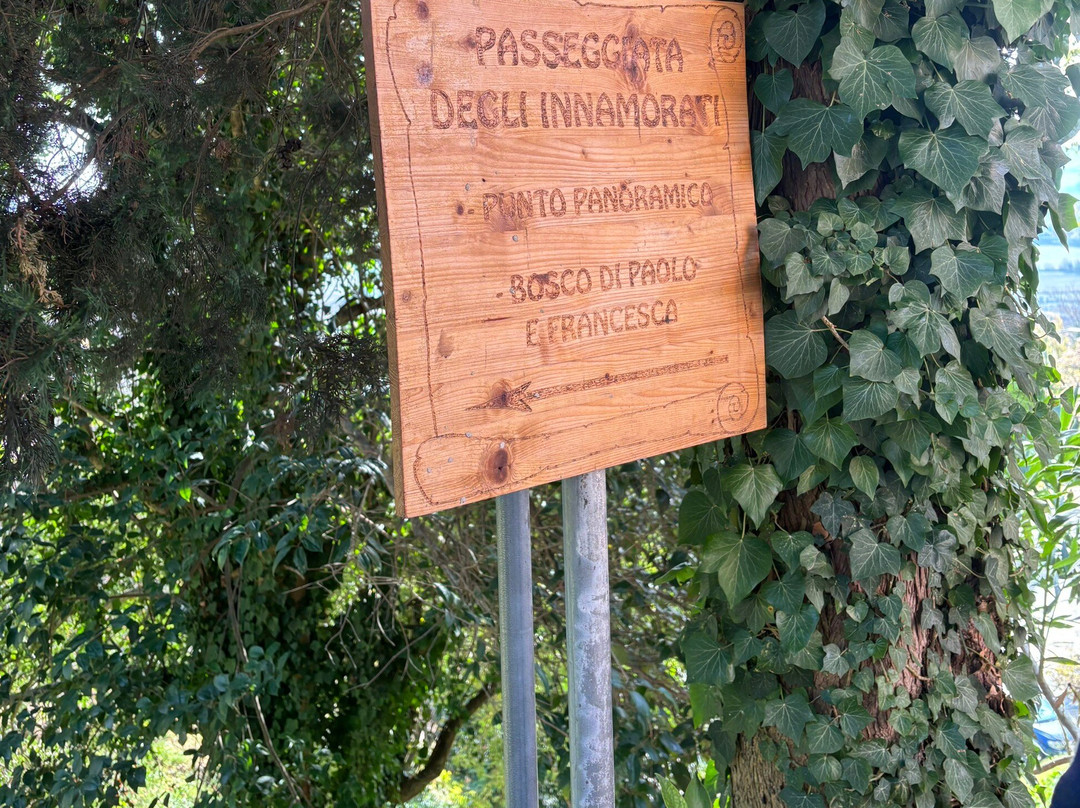 PASSEGGIATA
DEGLI INNAMORATI
- PUNTO PANORAMICO
- BOSCO DI PAOLO
E FRANCESCA